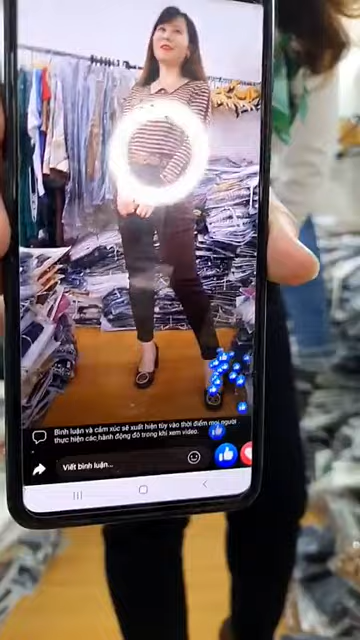 Bình luận và cảm xúc sẽ xuất hiện tùy vào thời điểm mọi người
thực hiện các hành động đó trong khi xem video.
Viết bình luận...